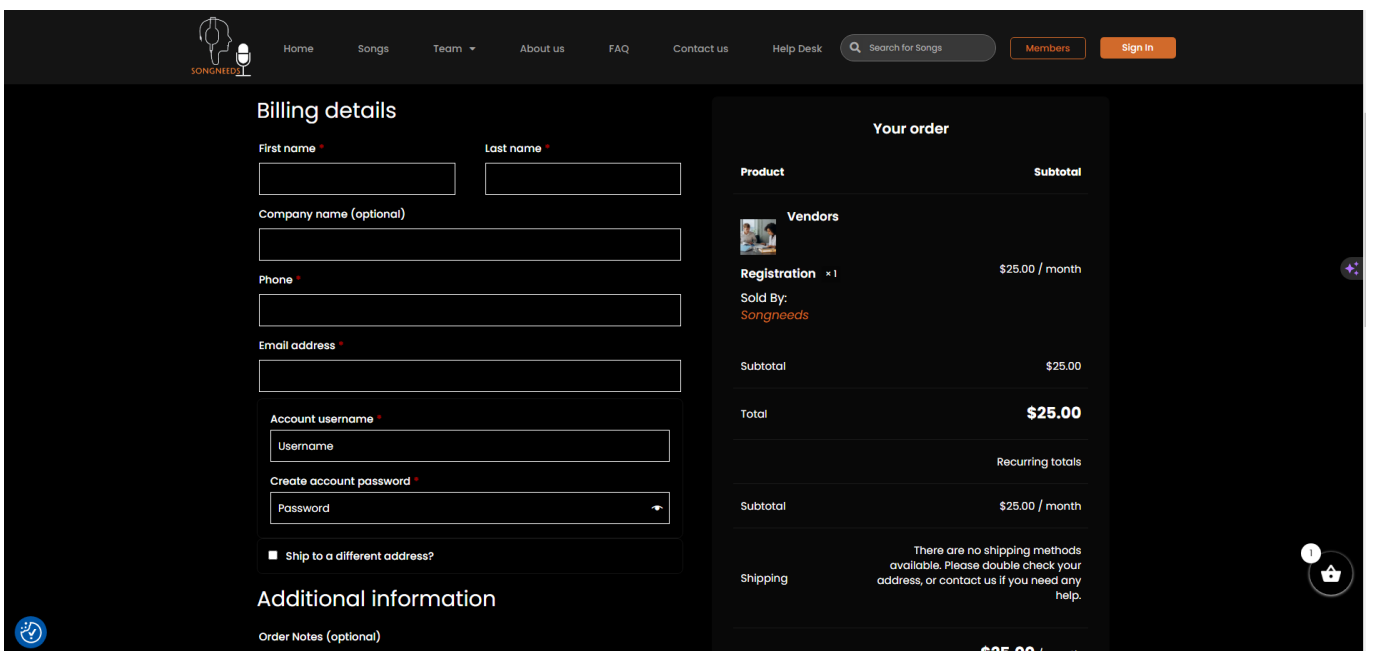 SONGNEEDS
Home
Songs
Team
About us
FAQ
Contact us
Help Desk
Search for Songs
Members
Sign In
Billing details
First name *
Last name *
Company name (optional)
Phone *
Email address *
Account username *
Username
Create account password *
Password
Ship to a different address?
Additional information
Order Notes (optional)
Your order
Product
Subtotal
Vendors
Registration × 1
$25.00 / month
Sold By:
Songneeds
Subtotal
$25.00
Total
$25.00
Recurring totals
Subtotal
$25.00 / month
Shipping
There are no shipping methods
available. Please double check your
address, or contact us if you need any
help.
$25.00 /
1